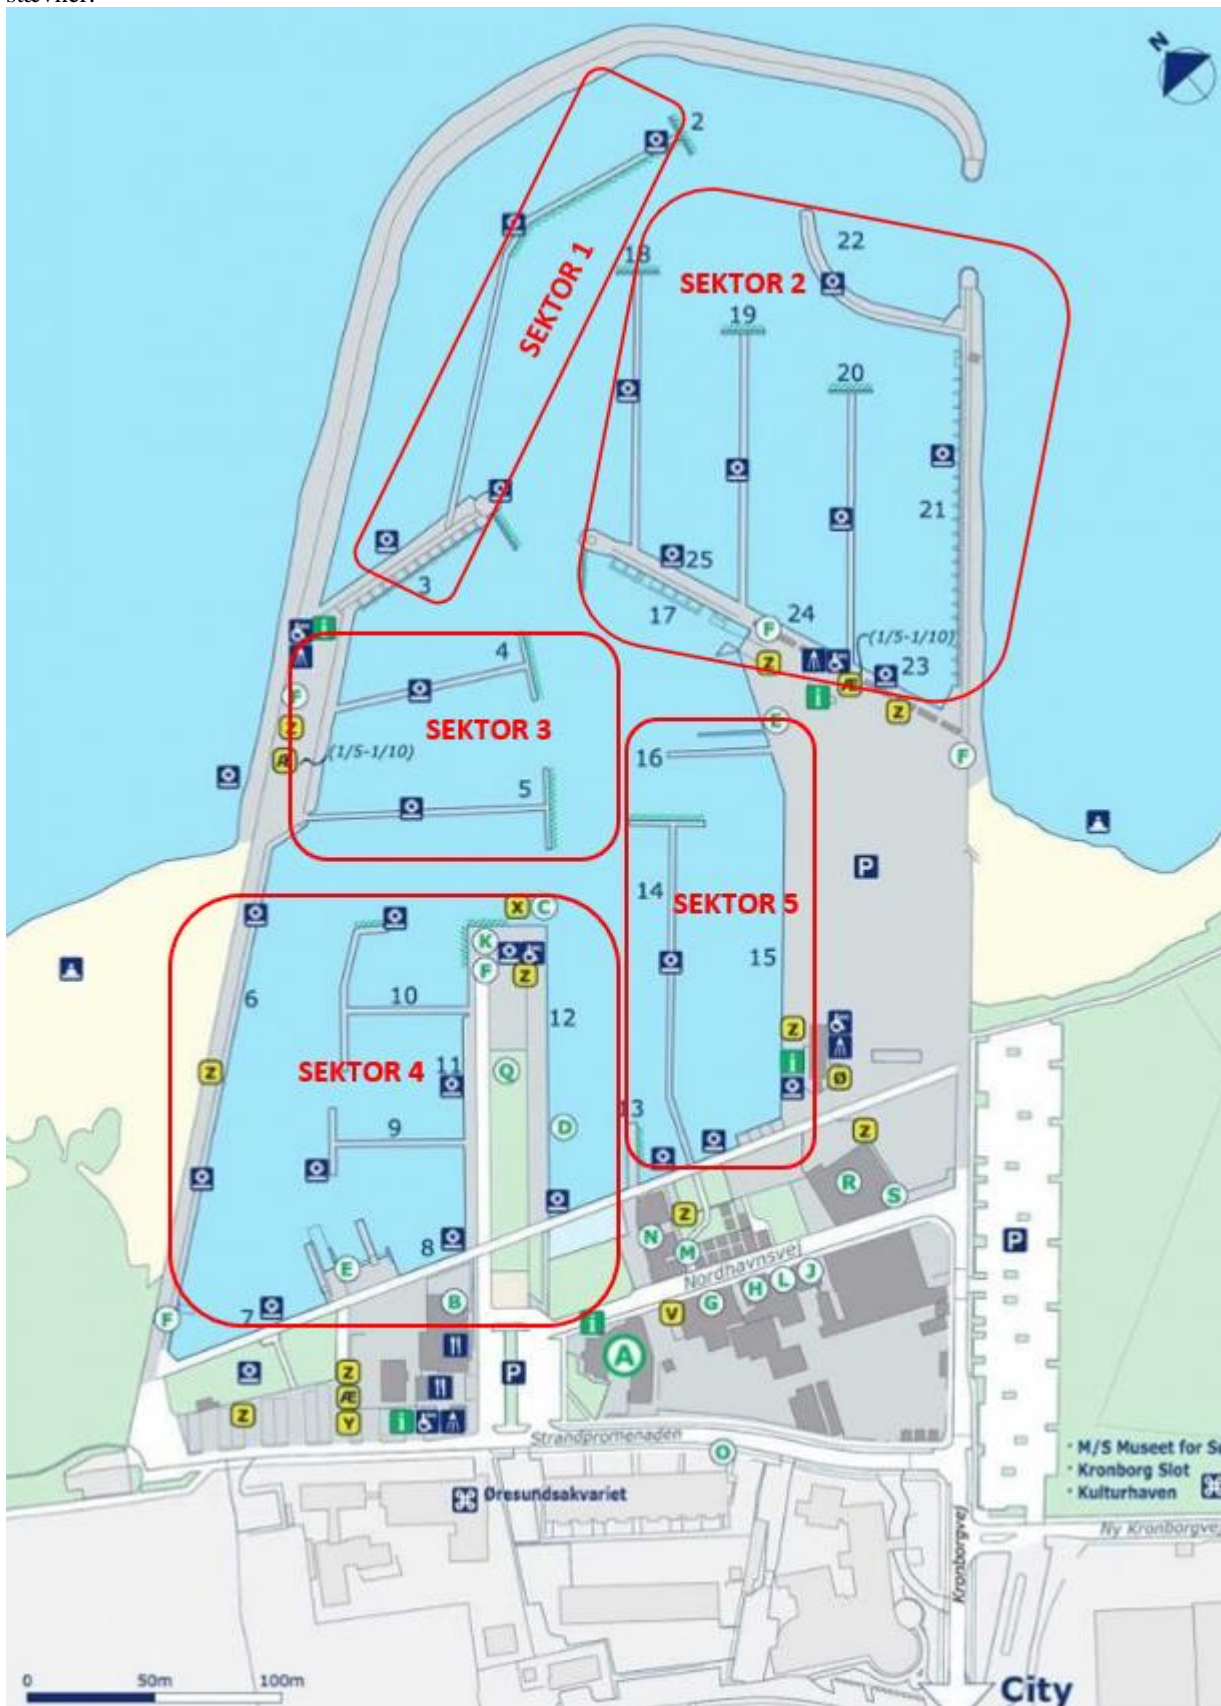 stævner.
N
2
22
18
SEKTOR 1
SEKTOR 2
19
20
21
3
25
17
24
F
(1/5-1/10)
i
Z
Æ
23
4
F
Z
i
Z
E
SEKTOR 3
16
F
Z
(1/5-1/10)
Æ
5
P
14
X
C
SEKTOR 5
K
F
Z
15
6
10
12
Z
SEKTOR 4
11
Q
Z
i
Ø
13
9
D
Z
R
S
Z
N
M
8
E
Nordhavnsvej
P
7
F
B
i
V
G
H
L
J
A
Z
P
Æ
Z
Y
i
Strandpromenaden
O
• M/S Museet for
• Kronborg Slot
• Kulturhaven
Øresundsakvariet
Ny Kronborgvej
Kronborgvej
0
50m
100m
City